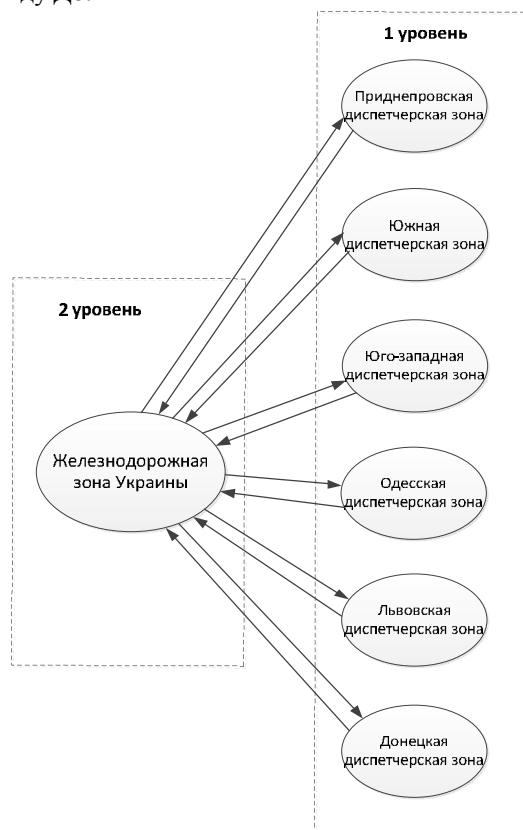 1 уровень
Приднепровская
диспетчерская зона
Южная
диспетчерская зона
2 уровень
Юго-западная
диспетчерская зона
Железнодорожная
зона Украины
Одесская
диспетчерская зона
Львовская
диспетчерская зона
Донецкая
диспетчерская зона